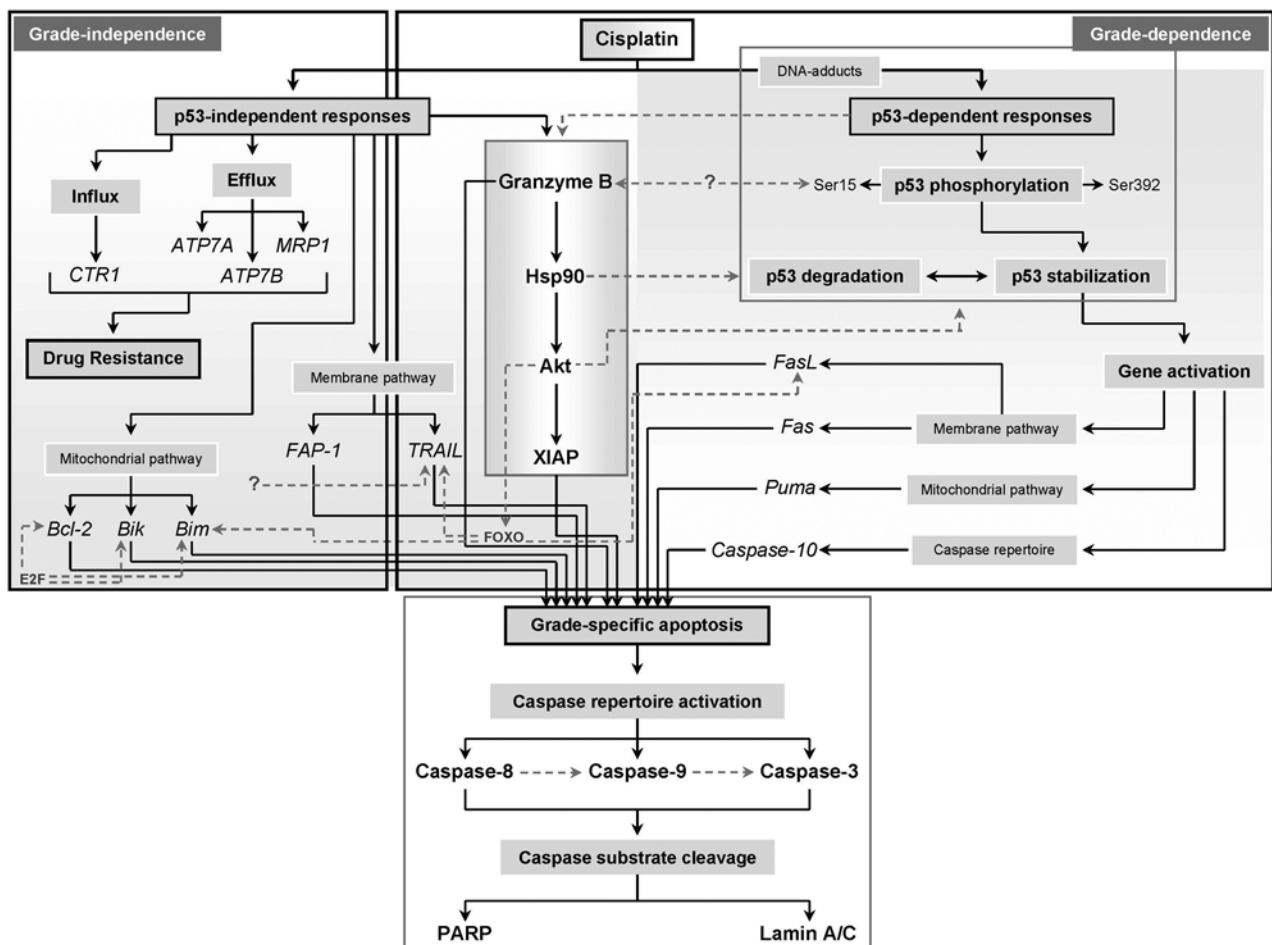 Grade-independence
Cisplatin
Grade-dependence
DNA-adducts
p53-independent responses
p53-dependent responses
Influx
Efflux
Granzyme B
?
Ser15
p53 phosphorylation
Ser392
ATP7A
MRP1
CTR1
ATP7B
Hsp90
p53 degradation
p53 stabilization
Drug Resistance
Membrane pathway
Akt
FasL
Gene activation
Mitochondrial pathway
FAP-1
TRAIL
XIAP
Fas
Membrane pathway
?
Puma
Mitochondrial pathway
Bcl-2
Bik
Bim
FOXO
Caspase-10
Caspase repertoire
E2F
Grade-specific apoptosis
Caspase repertoire activation
Caspase-8
Caspase-9
Caspase-3
Caspase substrate cleavage
PARP
Lamin A/C